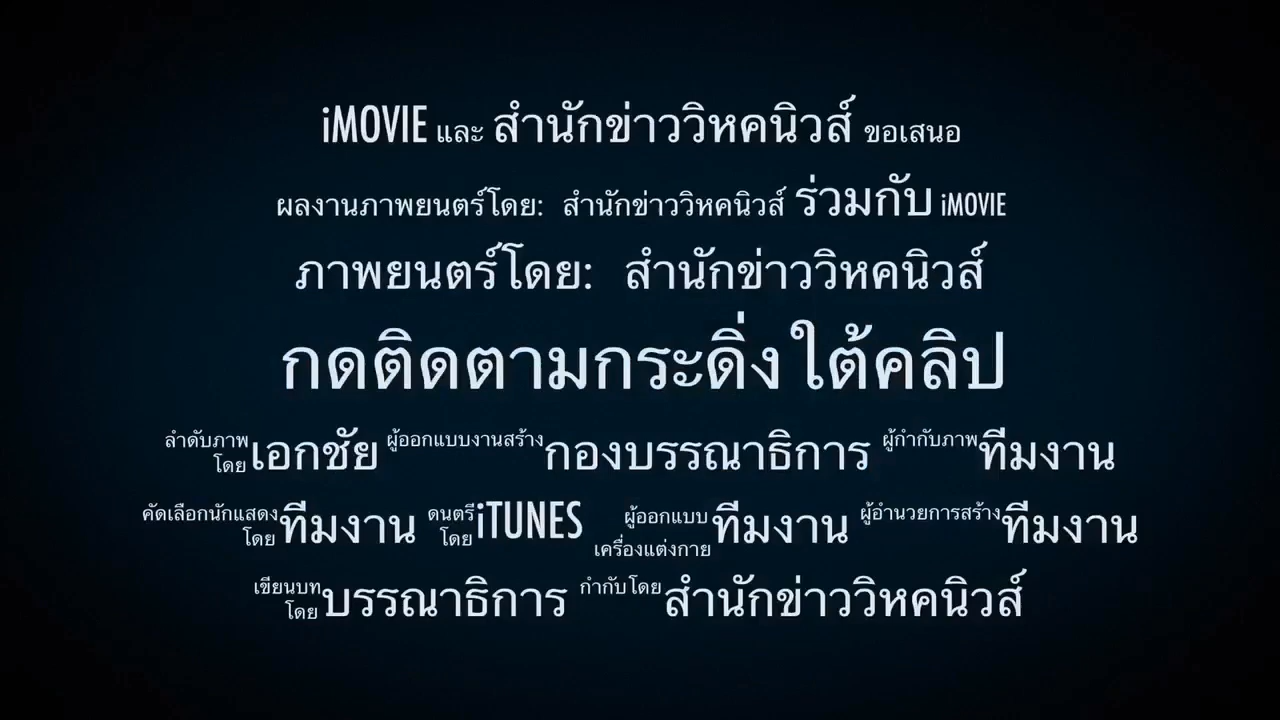 iMOVIE และ สำนักข่าววิหคนิวส์ ขอเสนอ
ผลงานภาพยนตร์โดย: สำนักข่าววิหคนิวส์ ร่วมกับ iMOVIE
ภาพยนตร์โดย: สำนักข่าววิหคนิวส์
กดติดตามกระดิ่ง ใต้คลิป
ลำดับภาพโดย เอกชัย ผู้ออกแบบงานสร้าง กองบรรณาธิการ ผู้กำกับภาพ ทีมงาน
คัดเลือกนักแสดงโดย ทีมงาน ดนตรีโดย iTUNES ผู้ออกแบบเครื่องแต่งกาย ทีมงาน ผู้อำนวยการสร้าง ทีมงาน
เขียนบทโดย บรรณาธิการ กำกับโดย สำนักข่าววิหคนิวส์